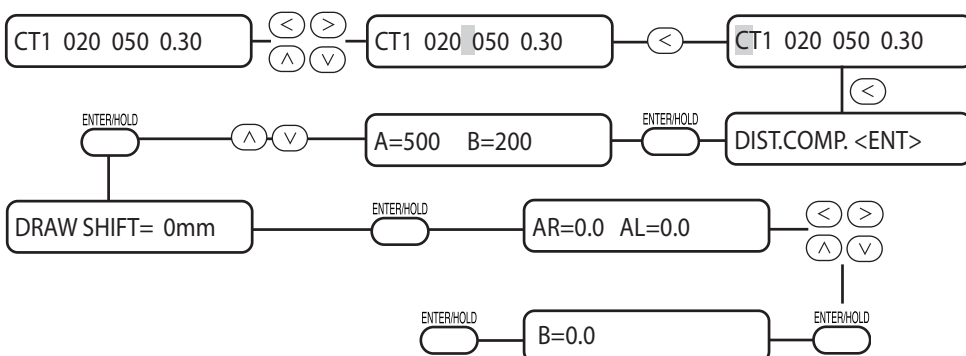 CT1 020 050 0.30
CT1 020 050 0.30
CT1 020 050 0.30
ENTER/HOLD
A=500 B=200
ENTER/HOLD
DIST.COMP. <ENT>
DRAW SHIFT= 0mm
ENTER/HOLD
AR=0.0 AL=0.0
ENTER/HOLD
B=0.0
ENTER/HOLD